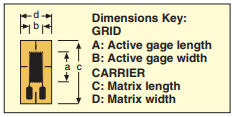 d
b
a
c
Dimensions Key:
GRID
A: Active gage length
B: Active gage width
CARRIER
C: Matrix length
D: Matrix width